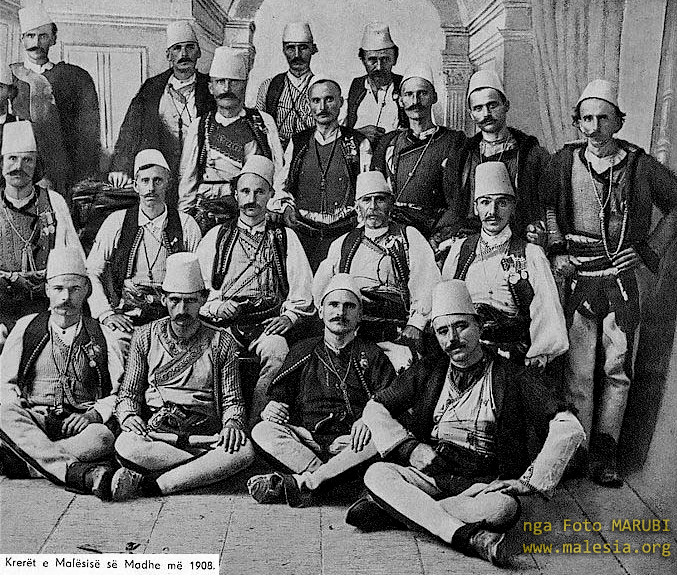 Krerët e Malësisë së Madhe më 1908.
nga Foto MARUBI
www.malesia.org